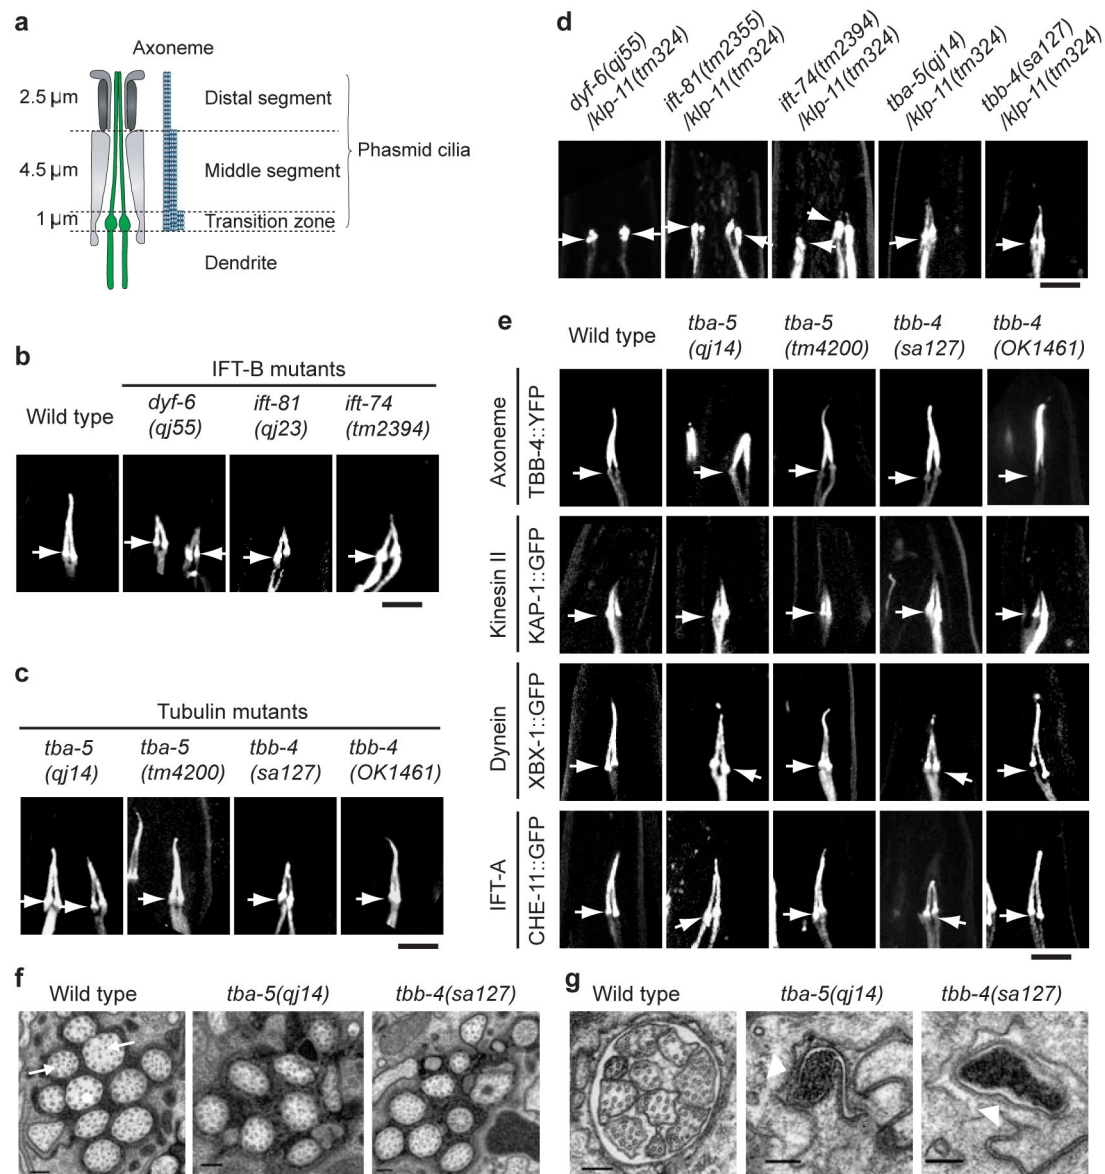 a
Axoneme
2.5 µm
Distal segment
4.5 µm
Middle segment
Phasmid cilia
1 µm
Transition zone
Dendrite
b
IFT-B mutants
Wild type
dyf-6
(qj55)
ift-81
(qj23)
ift-74
(tm2394)
c
Tubulin mutants
tba-5
(qj14)
tba-5
(tm4200)
tbb-4
(sa127)
tbb-4
(OK1461)
d
dyf-6(qj55)
/klp-11(tm324)
ift-81(tm2355)
/klp-11(tm324)
ift-74(tm2394)
/klp-11(tm324)
tba-5(qj14)
/klp-11(tm324)
tbb-4(sa127)
/klp-11(tm324)
e
Wild type
tba-5
(qj14)
tba-5
(tm4200)
tbb-4
(sa127)
tbb-4
(OK1461)
Axoneme
TBB-4::YFP
Kinesin II
KAP-1::GFP
Dynein
XBX-1::GFP
IFT-A
CHE-11::GFP
f
Wild type
tba-5(qj14)
tbb-4(sa127)
g
Wild type
tba-5(qj14)
tbb-4(sa127)